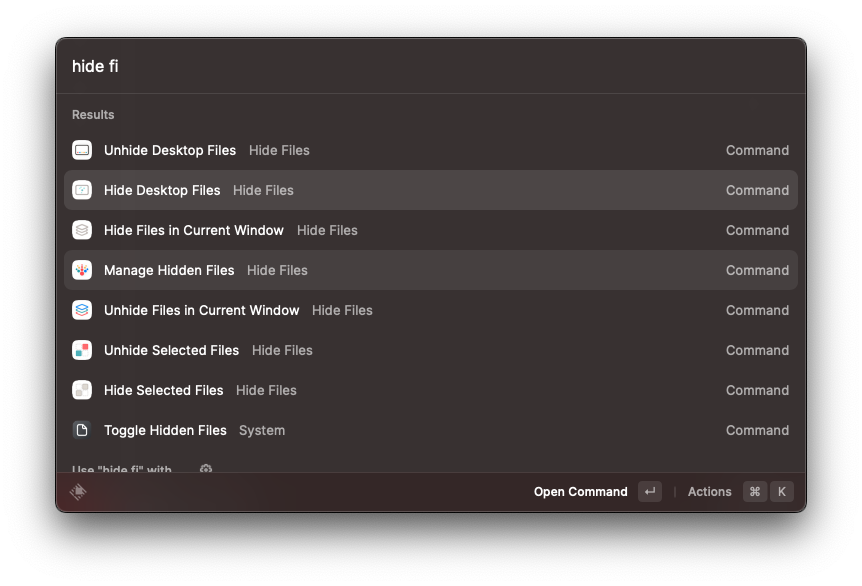 hide fi
Results
Unhide Desktop Files Hide Files Command
Hide Desktop Files Hide Files Command
Hide Files in Current Window Hide Files Command
Manage Hidden Files Hide Files Command
Unhide Files in Current Window Hide Files Command
Unhide Selected Files Hide Files Command
Hide Selected Files Hide Files Command
Toggle Hidden Files System Command
Use "hide fi" with
Open Command ↵ | Actions ⌘ K